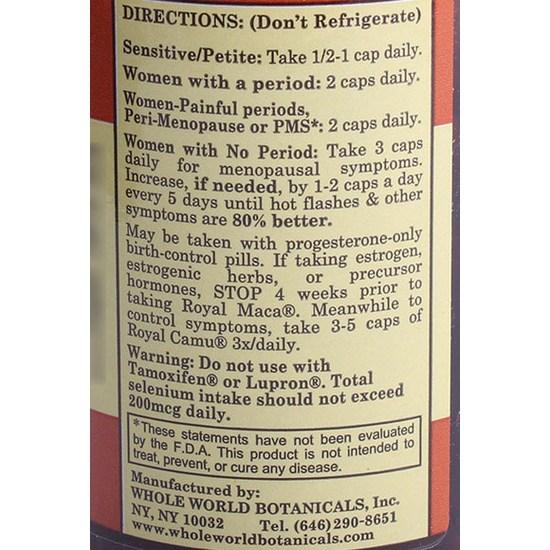 DIRECTIONS: (Don't Refrigerate)
Sensitive/Petite: Take 1/2-1 cap daily.
Women with a period: 2 caps daily.
Women-Painful periods,
Peri-Menopause or PMS*: 2 caps daily.
Women with No Period: Take 3 caps
daily for menopausal symptoms.
Increase, if needed, by 1-2 caps a day
every 5 days until hot flashes & other
symptoms are 80% better.
May be taken with progesterone-only
birth-control pills. If taking estrogen,
estrogenic herbs, or precursor
hormones, STOP 4 weeks prior to
taking Royal Maca®. Meanwhile to
control symptoms, take 3-5 caps of
Royal Camu® 3x/daily.
Warning: Do not use with
Tamoxifen® or Lupron®. Total
selenium intake should not exceed
200mcg daily.
*These statements have not been evaluated
by the F.D.A. This product is not intended to
treat, prevent, or cure any disease.
Manufactured by:
WHOLE WORLD BOTANICALS, Inc.
NY, NY 10032 Tel. (646) 290-8651
www.wholeworldbotanicals.com